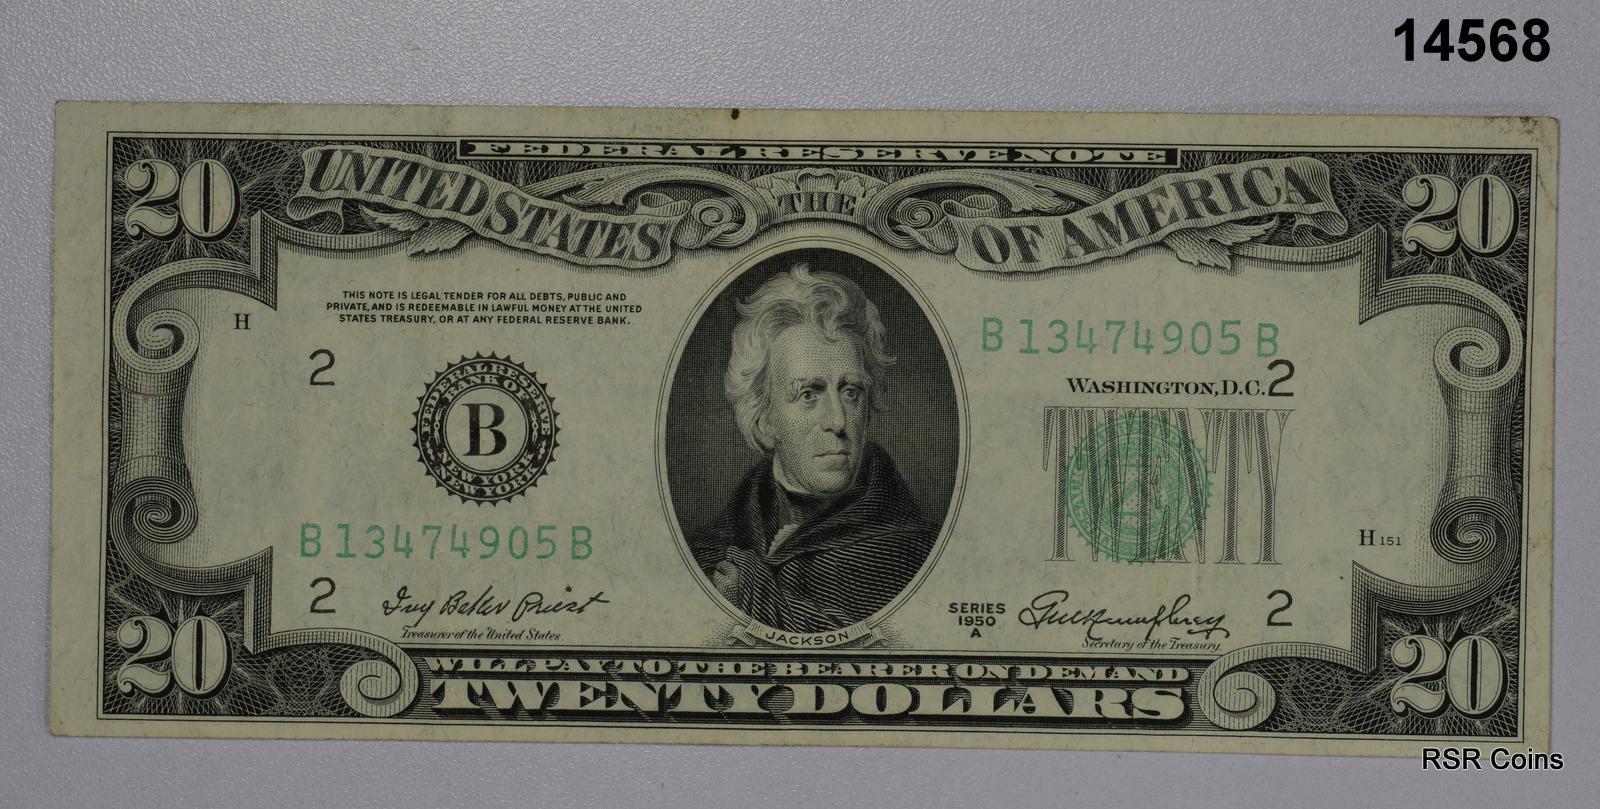 14568
FEDERAL RESERVE NOTE
20 UNITED STATES THE OF AMERICA 20
THIS NOTE IS LEGAL TENDER FOR ALL DEBTS, PUBLIC AND
PRIVATE, AND IS REDEEMABLE IN LAWFUL MONEY AT THE UNITED
STATES TREASURY, OR AT ANY FEDERAL RESERVE BANK.
H
B 13474905 B
2
WASHINGTON, D.C. 2
FEDERAL RESERVE
BANK OF
B
NEW YORK
NEW YORK
TWENTY
H 151
B 13474905 B
2
Ivy Baker Priest
Treasurer of the United States.
SERIES
1950
A
G M Humphrey
Secretary of the Treasury.
2
JACKSON
20 WILL PAY TO THE BEARER ON DEMAND 20
TWENTY DOLLARS
RSR Coins